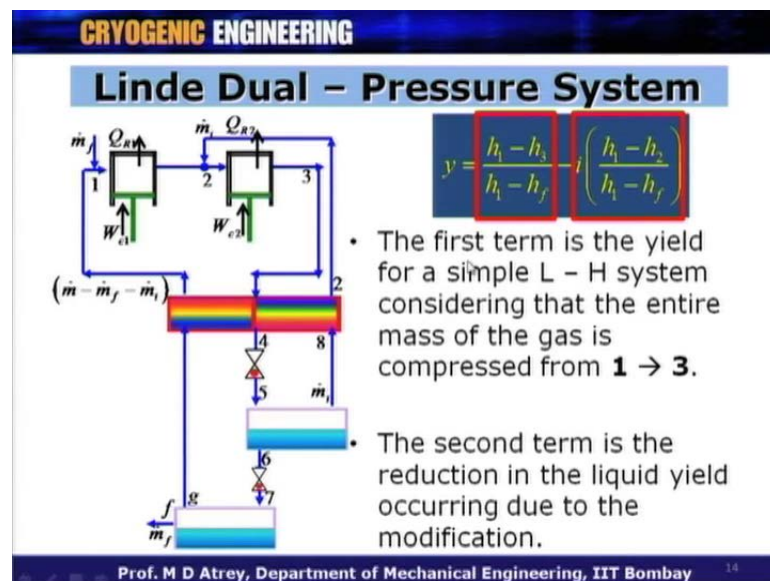 CRYOGENIC ENGINEERING
Linde Dual – Pressure System
ṁf QR1 ṁi QR2
1 2 3
Wc1 Wc2
(ṁ − ṁf − ṁi) 2
4 8
5 ṁi
6
f g 7
ṁf
y = (h1 − h3)/(h1 − hf) − i((h1 − h2)/(h1 − hf))
• The first term is the yield
for a simple L – H system
considering that the entire
mass of the gas is
compressed from 1 → 3.
• The second term is the
reduction in the liquid yield
occurring due to the
modification.
Prof. M D Atrey, Department of Mechanical Engineering, IIT Bombay 14